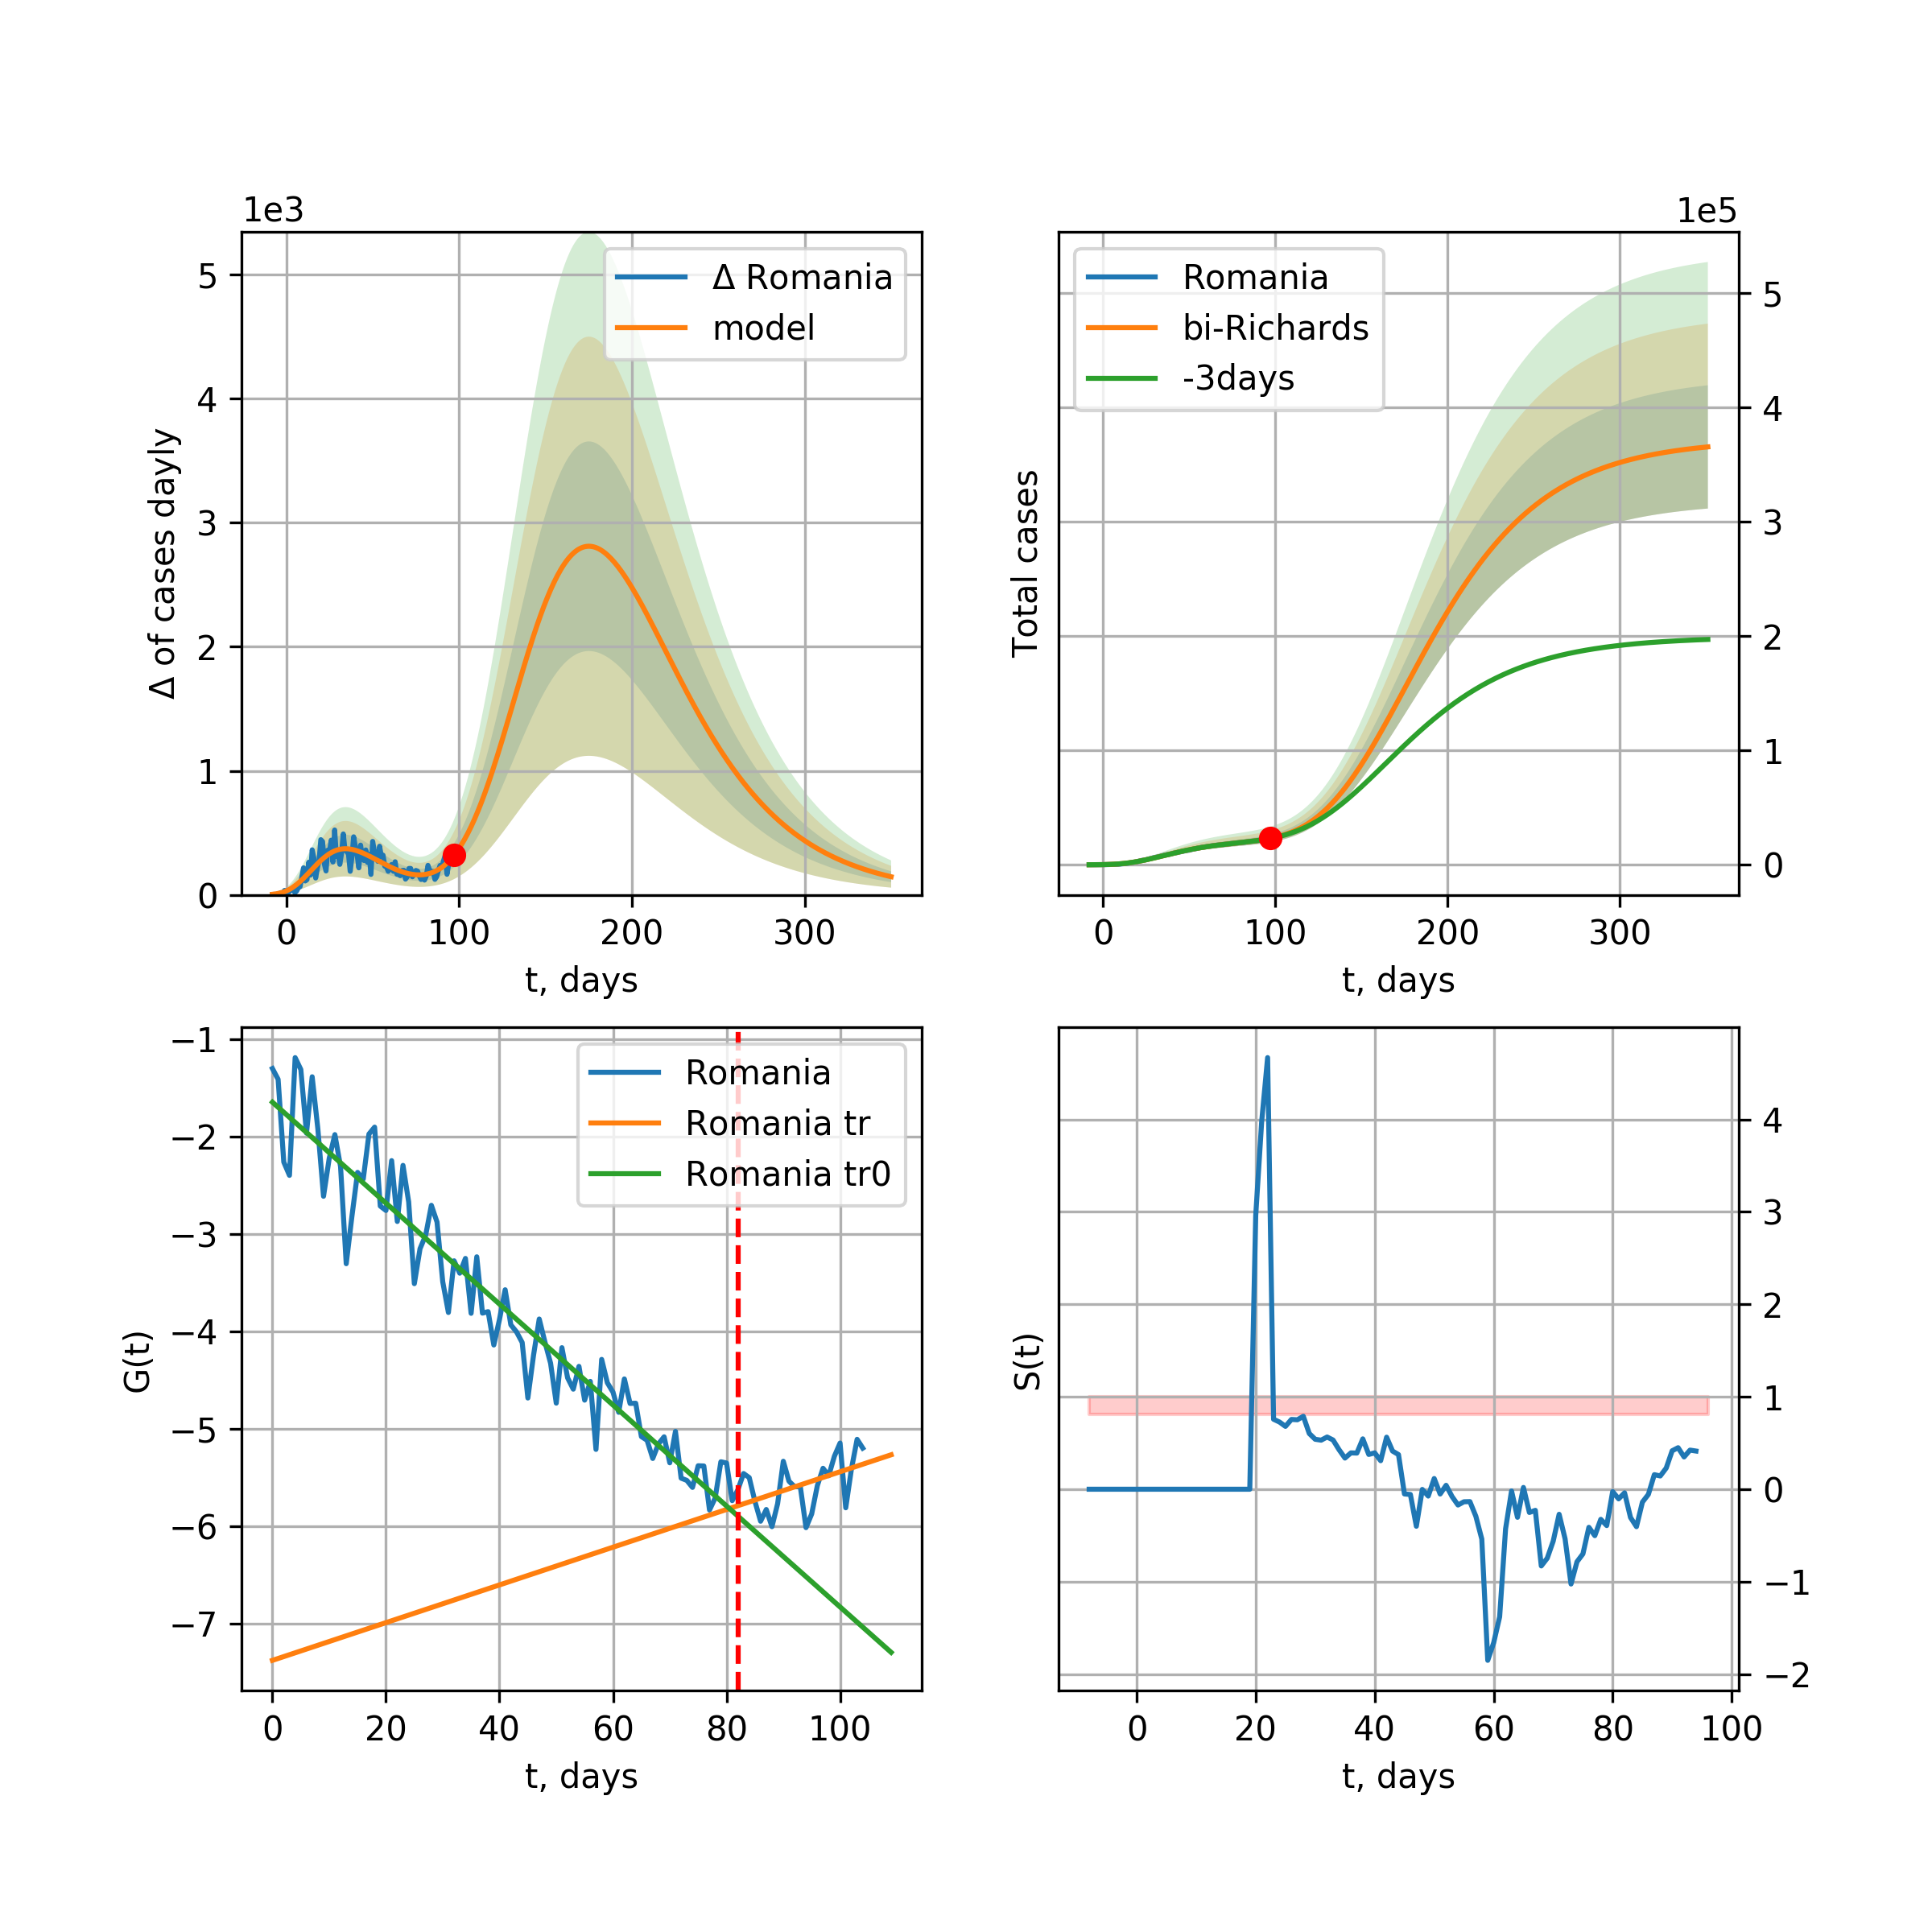 1e3
5
4
3
2
1
0
Δ of cases dayly
Δ Romania
model
0 100 200 300
t, days
1e5
5
4
3
2
1
0
Total cases
Romania
bi-Richards
-3days
0 100 200 300
t, days
−1
−2
−3
−4
−5
−6
−7
G(t)
Romania
Romania tr
Romania tr0
0 20 40 60 80 100
t, days
4
3
2
1
0
−1
−2
S(t)
0 20 40 60 80 100
t, days